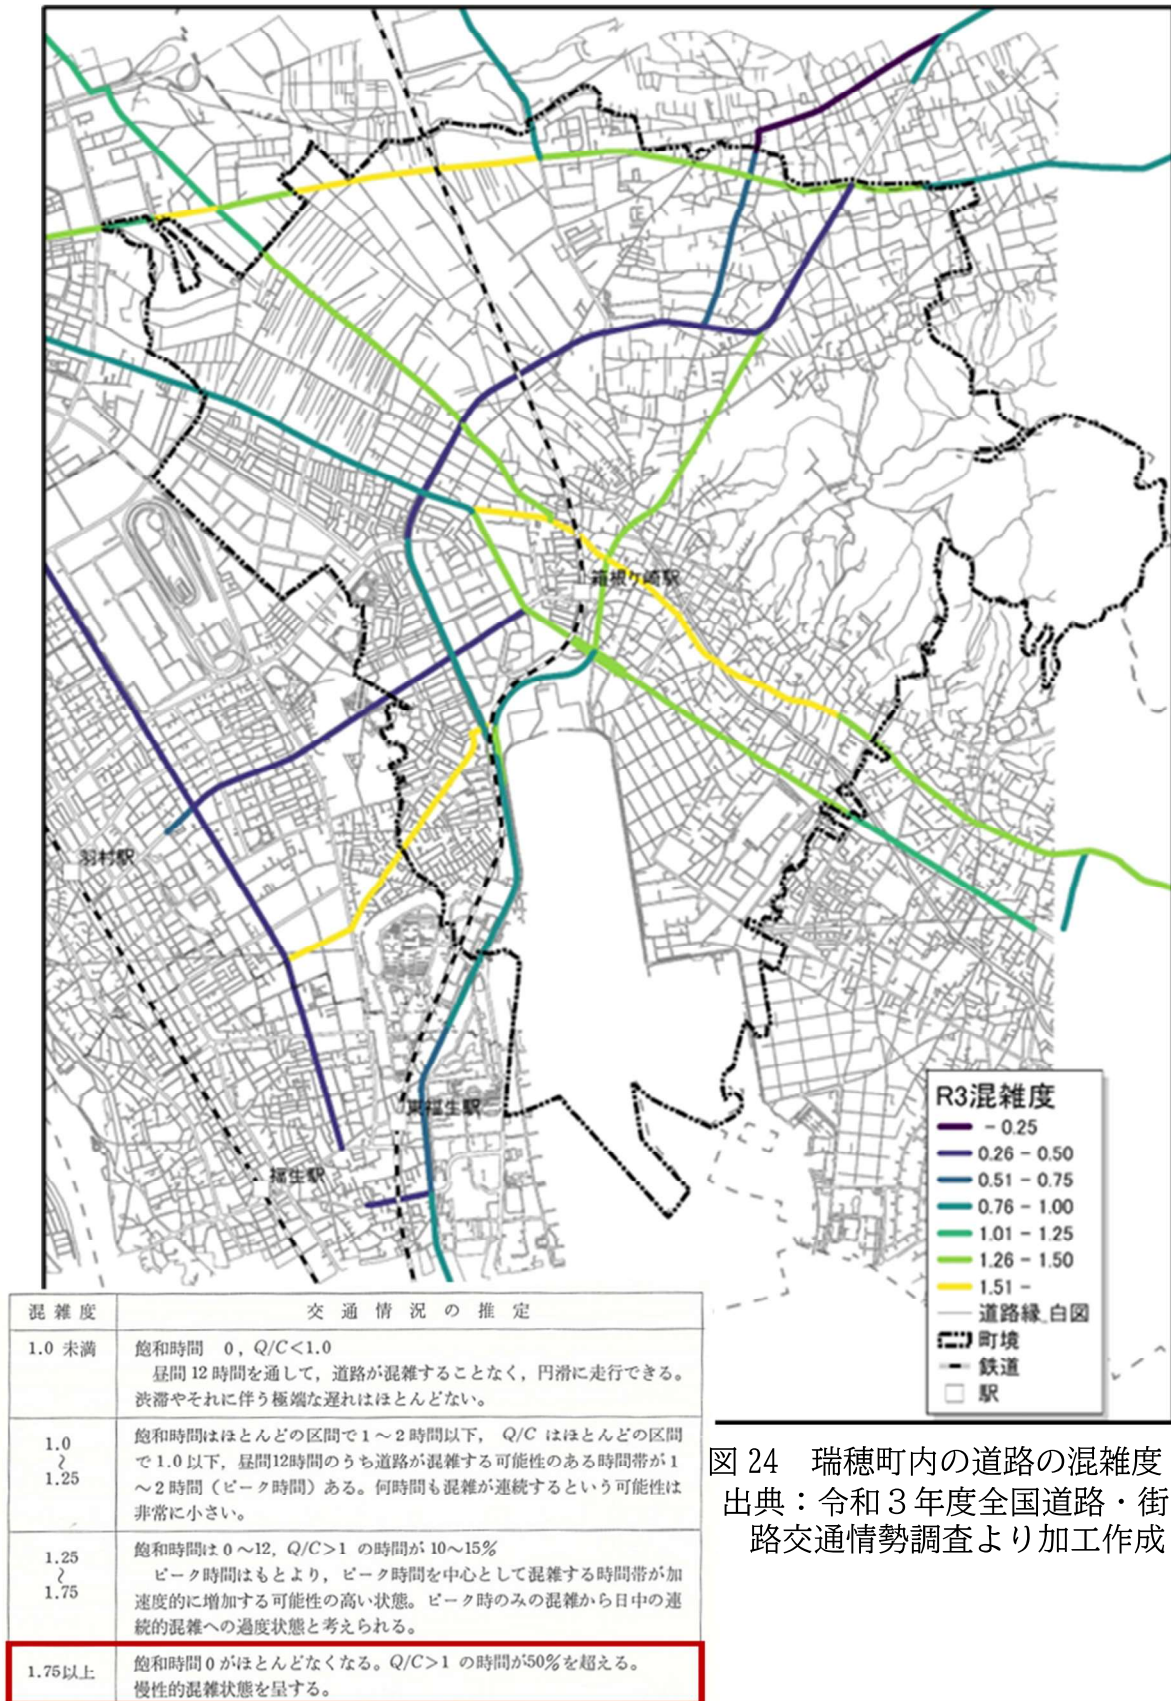 箱根ケ崎駅
羽村駅
東福生駅
福生駅
R3混雑度
- 0.25
0.26 - 0.50
0.51 - 0.75
0.76 - 1.00
1.01 - 1.25
1.26 - 1.50
1.51 -
道路縁_白図
町境
鉄道
駅
混雑度 交通情況の推定
1.0 未満
飽和時間 0, Q/C<1.0
昼間 12 時間を通して,道路が混雑することなく,円滑に走行できる。
渋滞やそれに伴う極端な遅れはほとんどない。
1.0
~
1.25
飽和時間はほとんどの区間で1~2時間以下, Q/C はほとんどの区間
で1.0以下,昼間12時間のうち道路が混雑する可能性のある時間帯が1
~2時間(ピーク時間)ある。何時間も混雑が連続するという可能性は
非常に小さい。
1.25
~
1.75
飽和時間は 0~12, Q/C>1 の時間が 10~15%
ピーク時間はもとより,ピーク時間を中心として混雑する時間帯が加
速度的に増加する可能性の高い状態。ピーク時のみの混雑から日中の連
続的混雑への過度状態と考えられる。
1.75以上
飽和時間0がほとんどなくなる。Q/C>1 の時間が50%を超える。
慢性的混雑状態を呈する。
図 24 瑞穂町内の道路の混雑度
出典:令和3年度全国道路・街
路交通情勢調査より加工作成